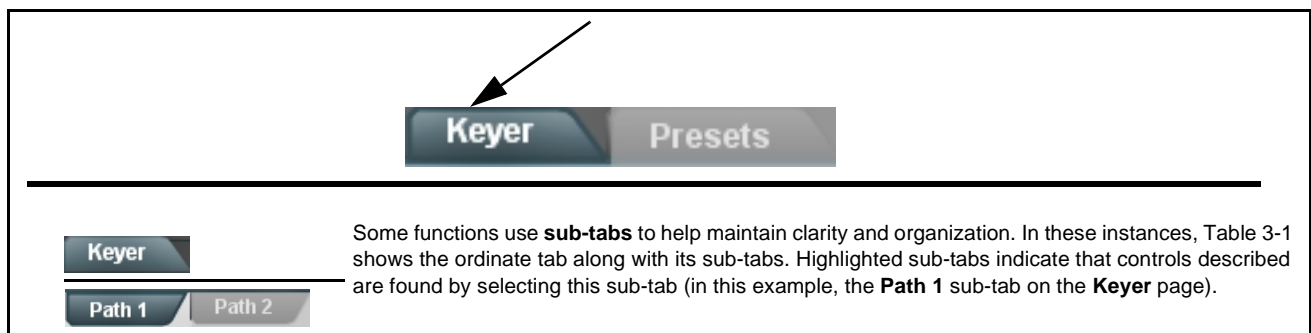 Keyer Presets
Keyer
Path 1 Path 2
Some functions use sub-tabs to help maintain clarity and organization. In these instances, Table 3-1
shows the ordinate tab along with its sub-tabs. Highlighted sub-tabs indicate that controls described
are found by selecting this sub-tab (in this example, the Path 1 sub-tab on the Keyer page).